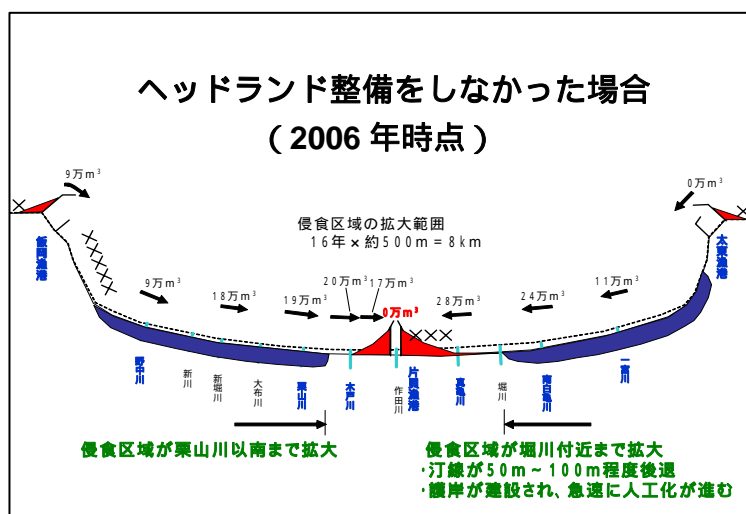 ヘッドランド整備をしなかった場合
（2006年時点）
9万m³
0万m³
侵食区域の拡大範囲
16年×約500m＝8km
飯岡漁港
太東漁港
9万m³
18万m³
19万m³
20万m³
17万m³
0万m³
28万m³
24万m³
11万m³
野中川
新川
新堀川
大布川
栗山川
木戸川
作田川
片貝漁港
真亀川
堀川
南白亀川
一宮川
侵食区域が栗山川以南まで拡大
侵食区域が堀川付近まで拡大
・汀線が50m～100m程度後退
・護岸が建設され、急速に人工化が進む